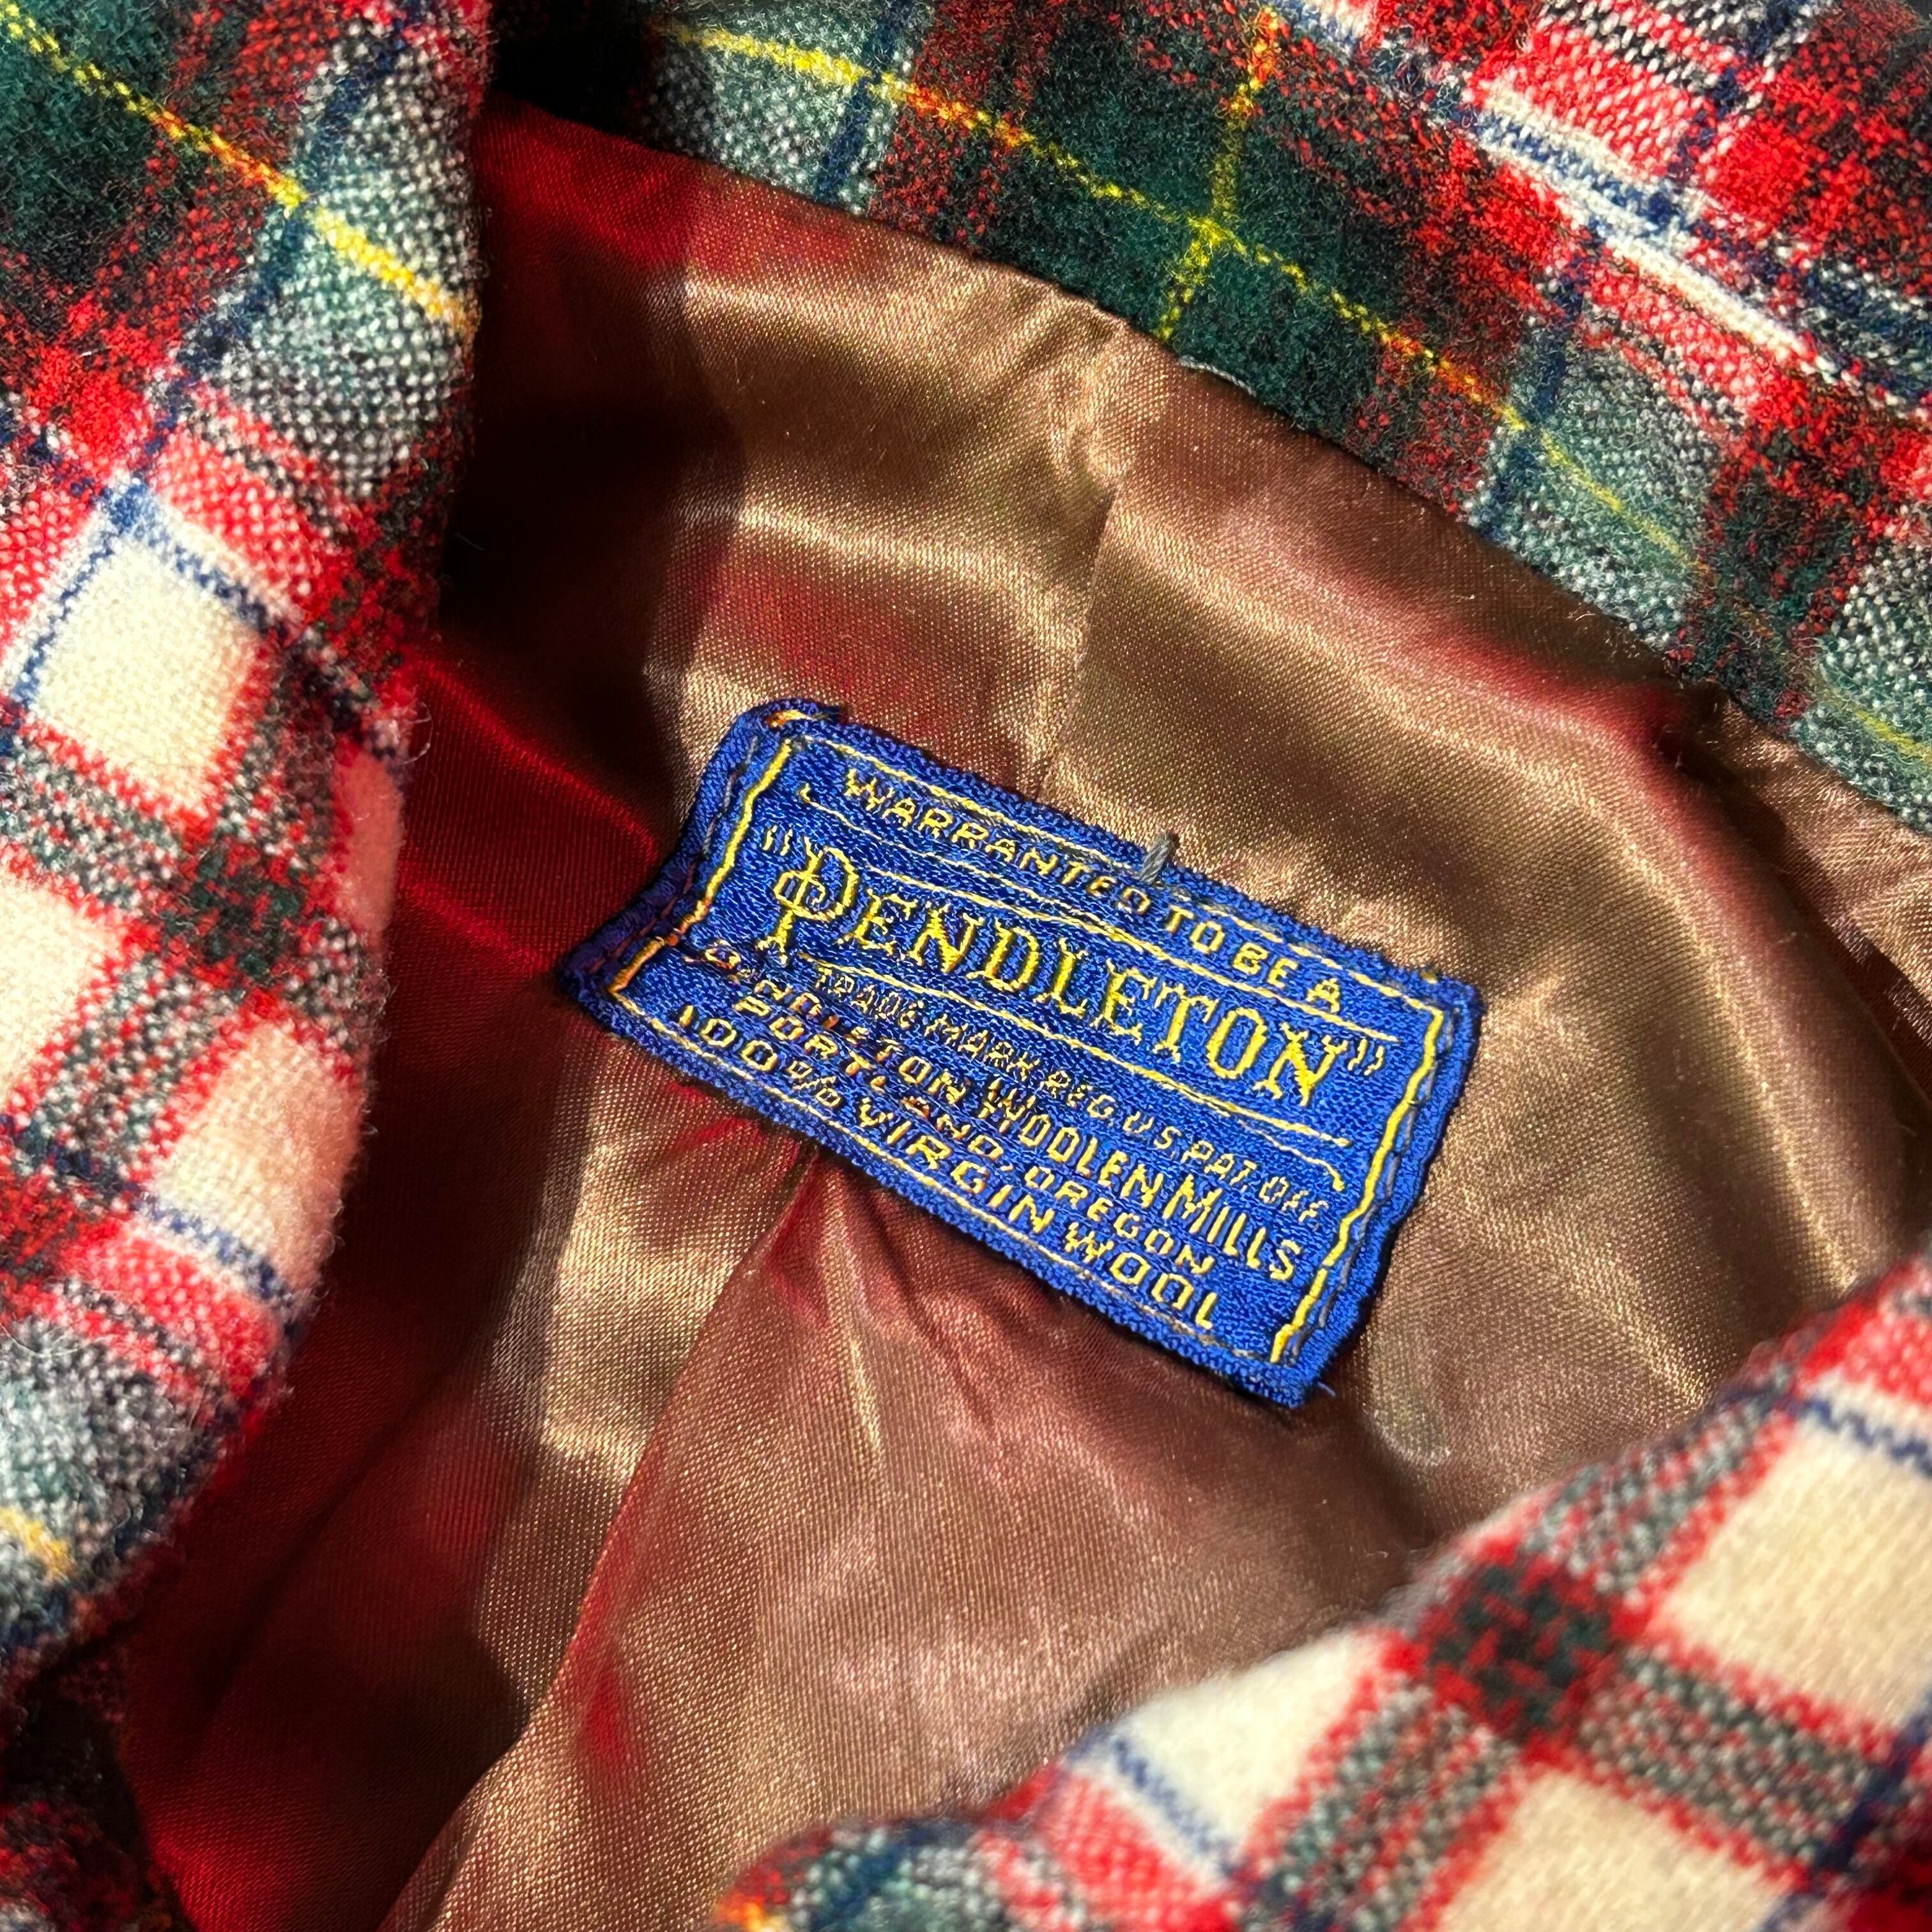 WARRANTED TO BE A
"PENDLETON"
TRADE MARK REG. U.S. PAT. OFF.
PENDLETON WOOLEN MILLS
PORTLAND, OREGON
100% VIRGIN WOOL